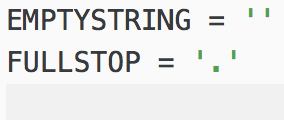 EMPTYSTRING = ''
FULLSTOP = '.'